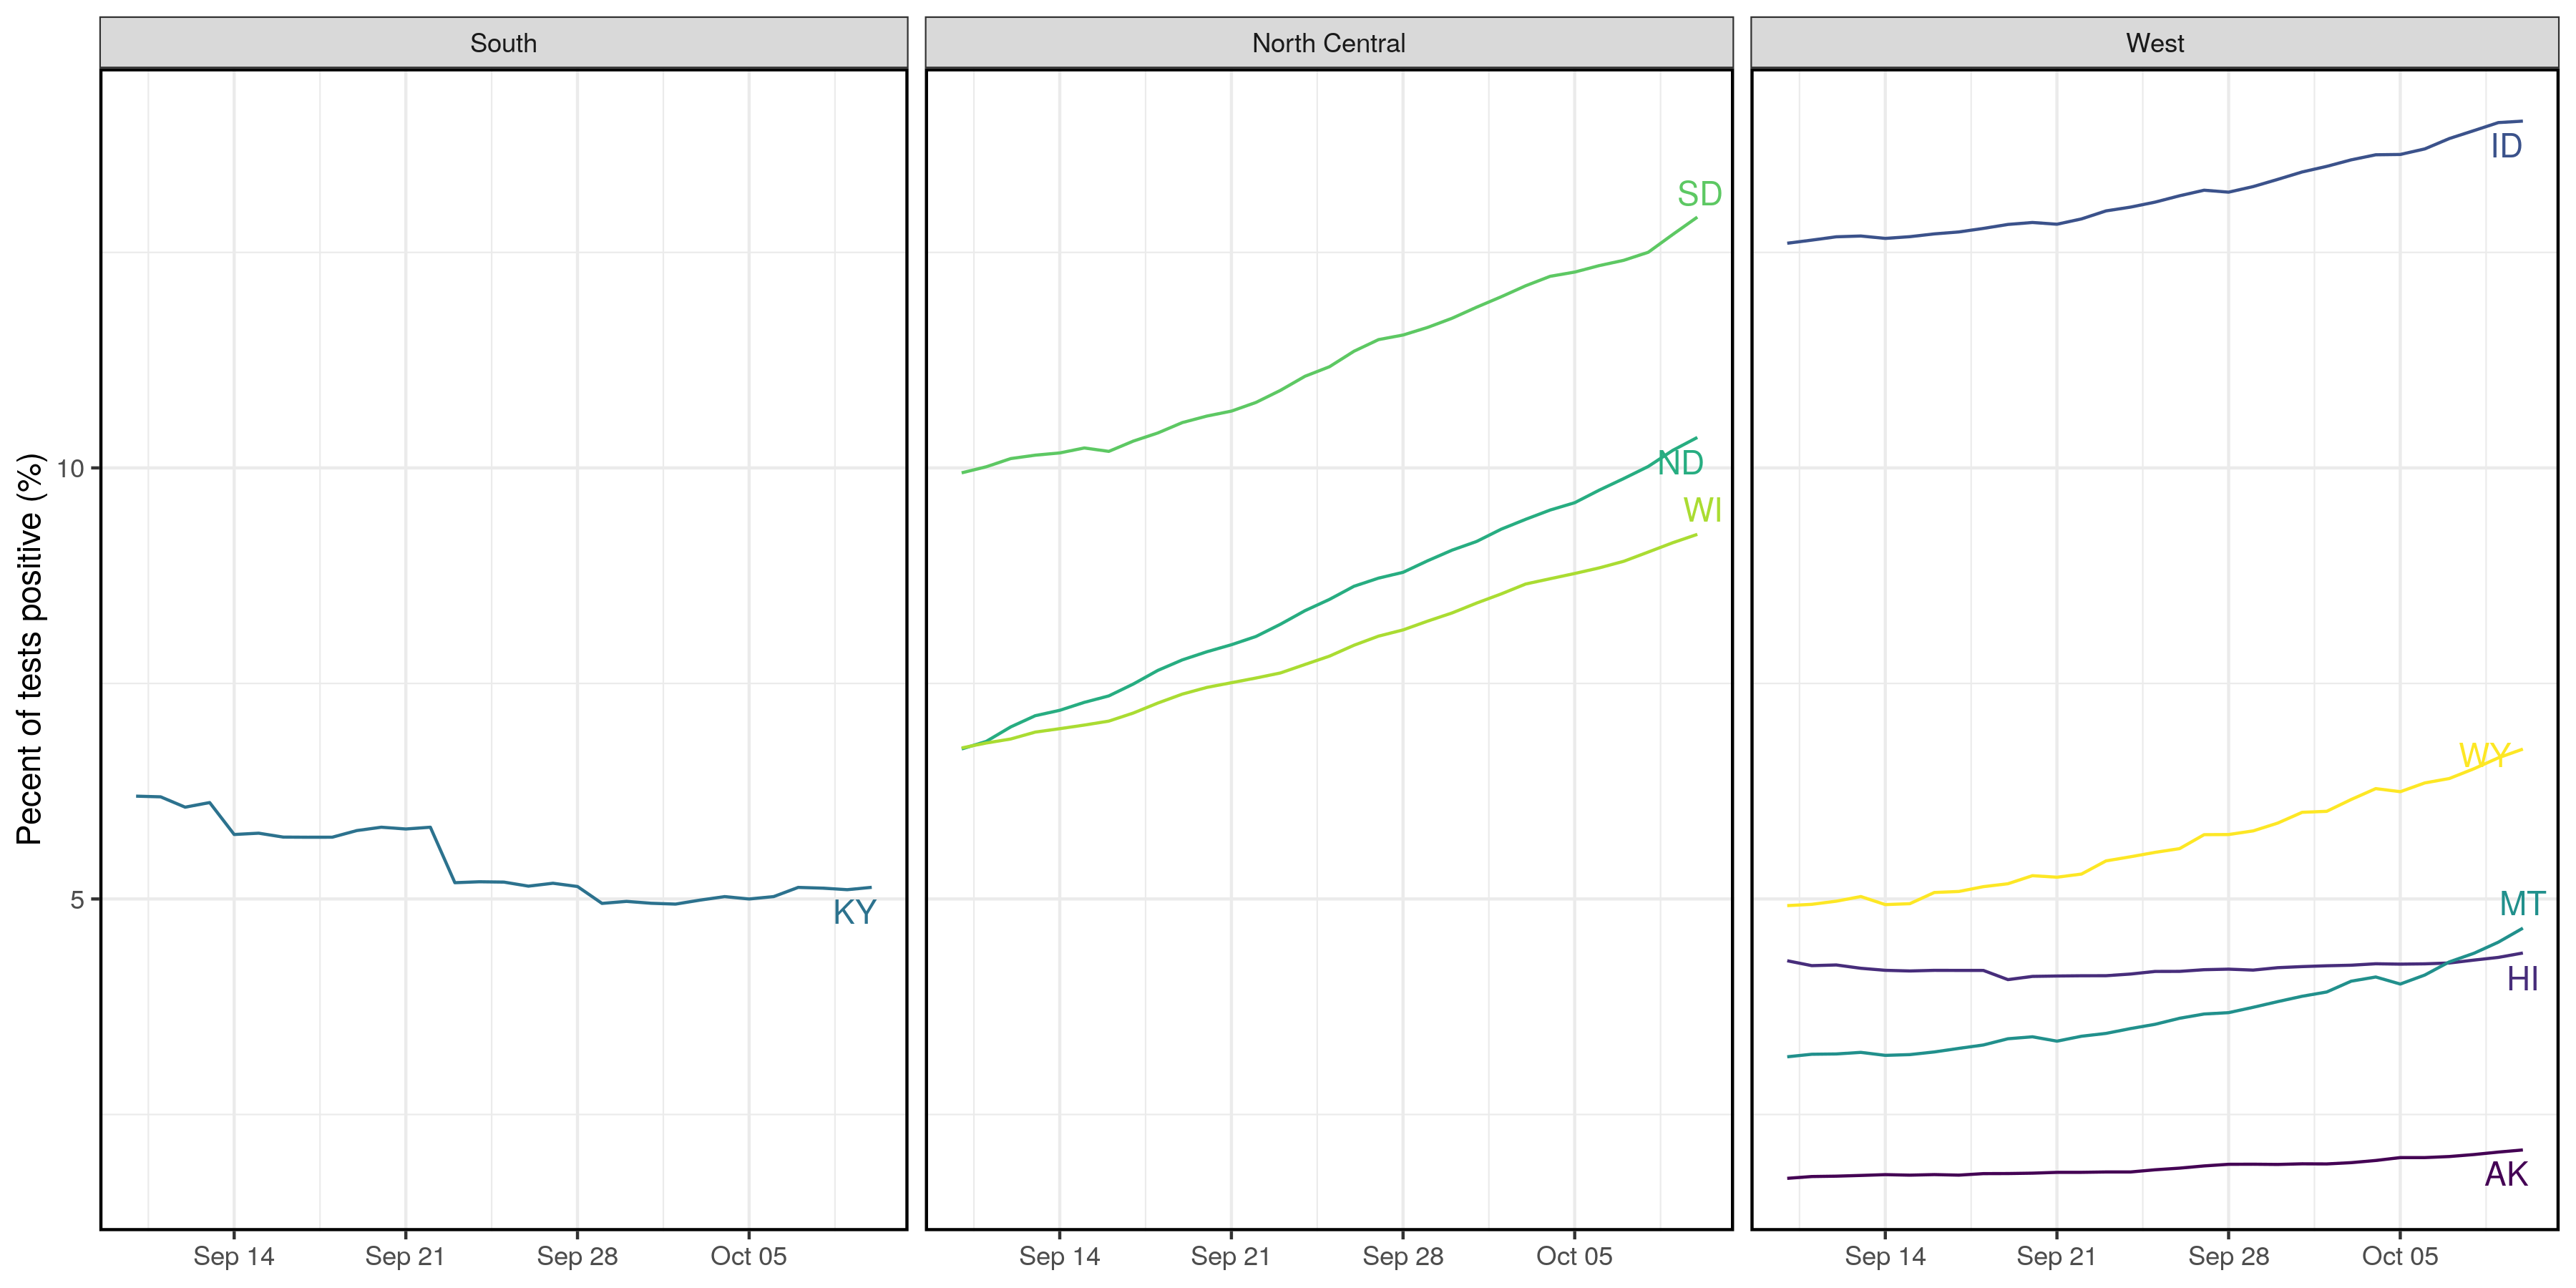 South
North Central
West
Pecent of tests positive (%)
10
5
KY
SD
ND
WI
ID
WY
MT
HI
AK
Sep 14 Sep 21 Sep 28 Oct 05
Sep 14 Sep 21 Sep 28 Oct 05
Sep 14 Sep 21 Sep 28 Oct 05